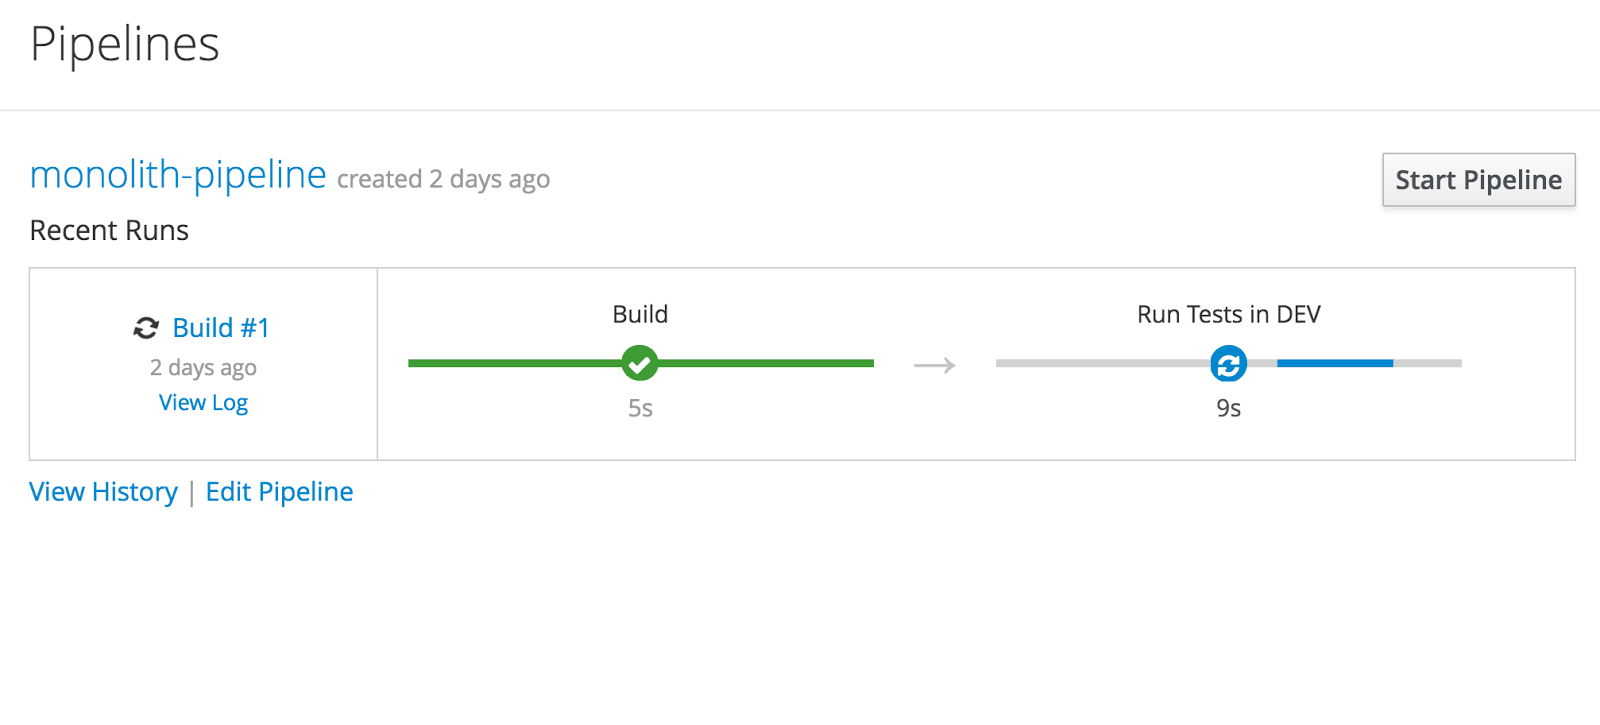 Pipelines
monolith-pipeline created 2 days ago
Start Pipeline
Recent Runs
Build #1
2 days ago
View Log
Build
5s
Run Tests in DEV
9s
View History | Edit Pipeline